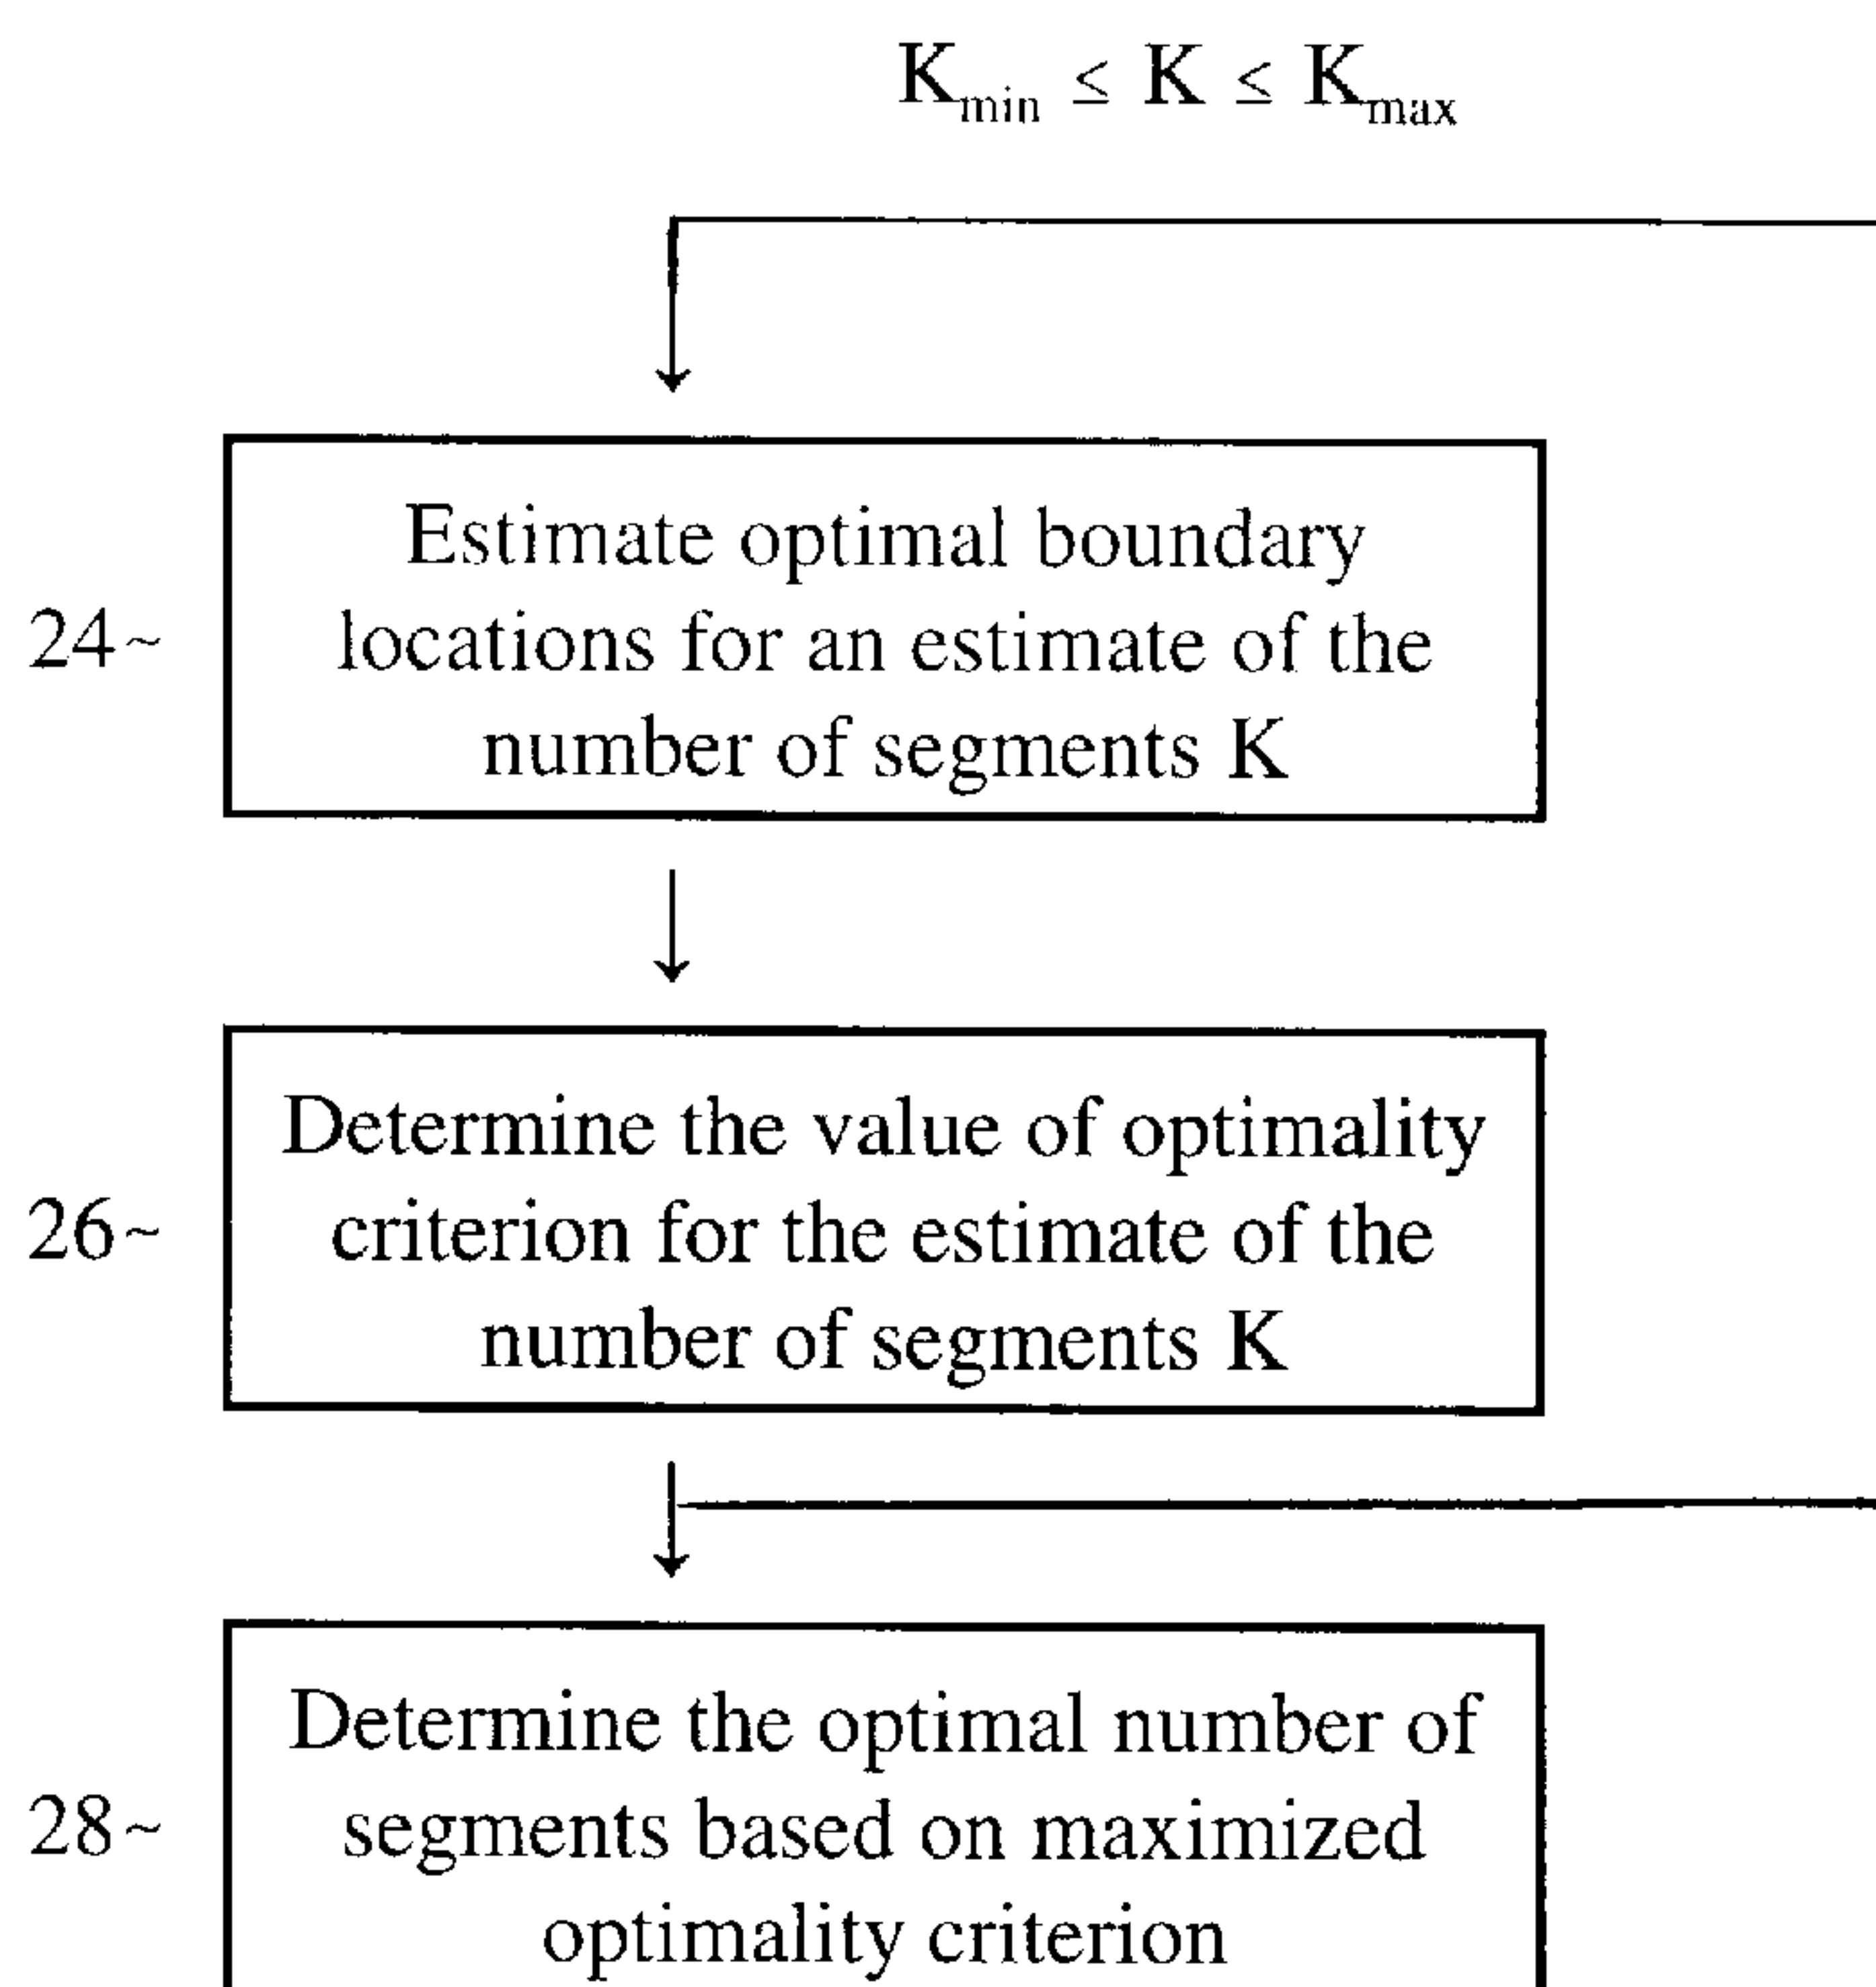 K_min ≤ K ≤ K_max
Estimate optimal boundary
24~ locations for an estimate of the
number of segments K
Determine the value of optimality
26~ criterion for the estimate of the
number of segments K
Determine the optimal number of
28~ segments based on maximized
optimality criterion